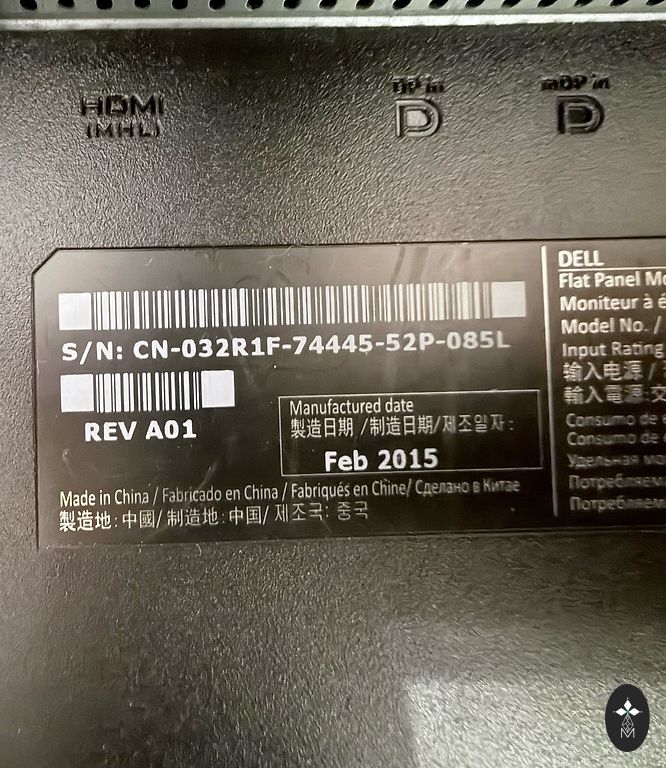 HDMI
(MHL)
DP in
mDP in
S/N: CN-032R1F-74445-52P-085L
REV A01
Manufactured date
製造日期 /制造日期/제조일자 :
Feb 2015
Made in China / Fabricado en China / Fabriqués en Chine/ Сделано в Китае
製造地: 中國/ 制造地: 中国/ 제조국: 중국
DELL
Flat Panel Mo
Moniteur à é
Model No. /
Input Rating
输入电源 /
輸入電源:交
Consumo de
Consumo de
Удельная мо
Потребляем
Потребляем
M